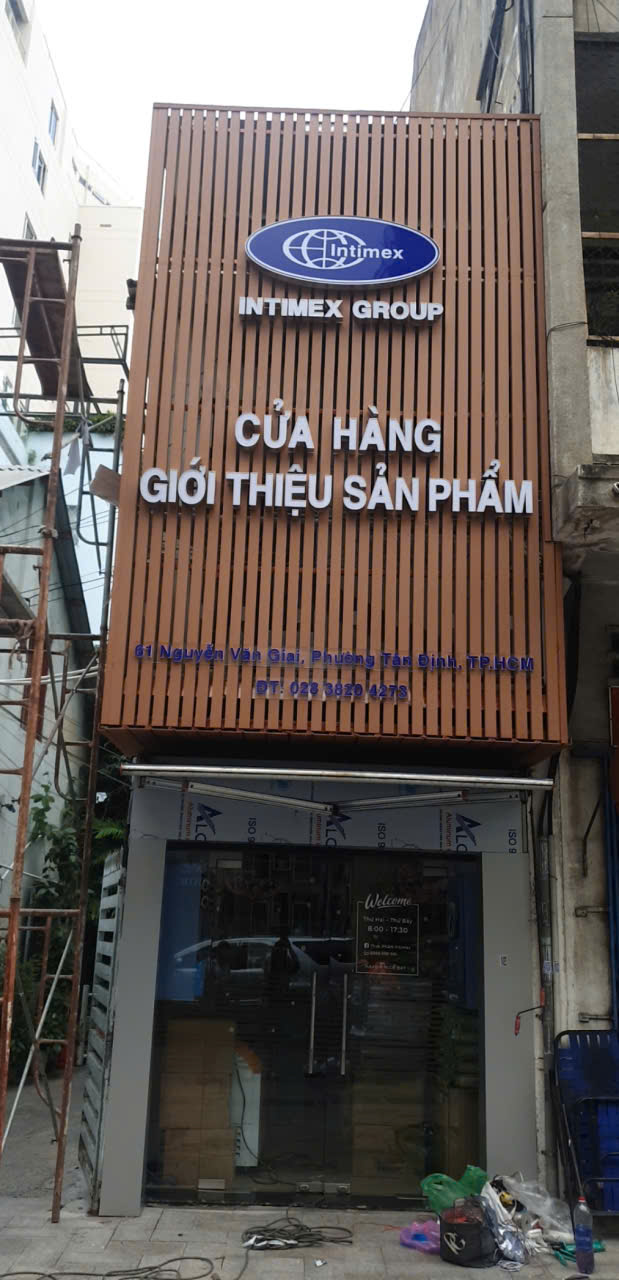 Intimex
INTIMEX GROUP
CỬA HÀNG
GIỚI THIỆU SẢN PHẨM
61 Nguyễn Văn Giai, Phường Tân Định, TP.HCM
ĐT: 028 3820 4273
Welcome
Thứ Hai - Thứ Bảy
8:00 - 17:30